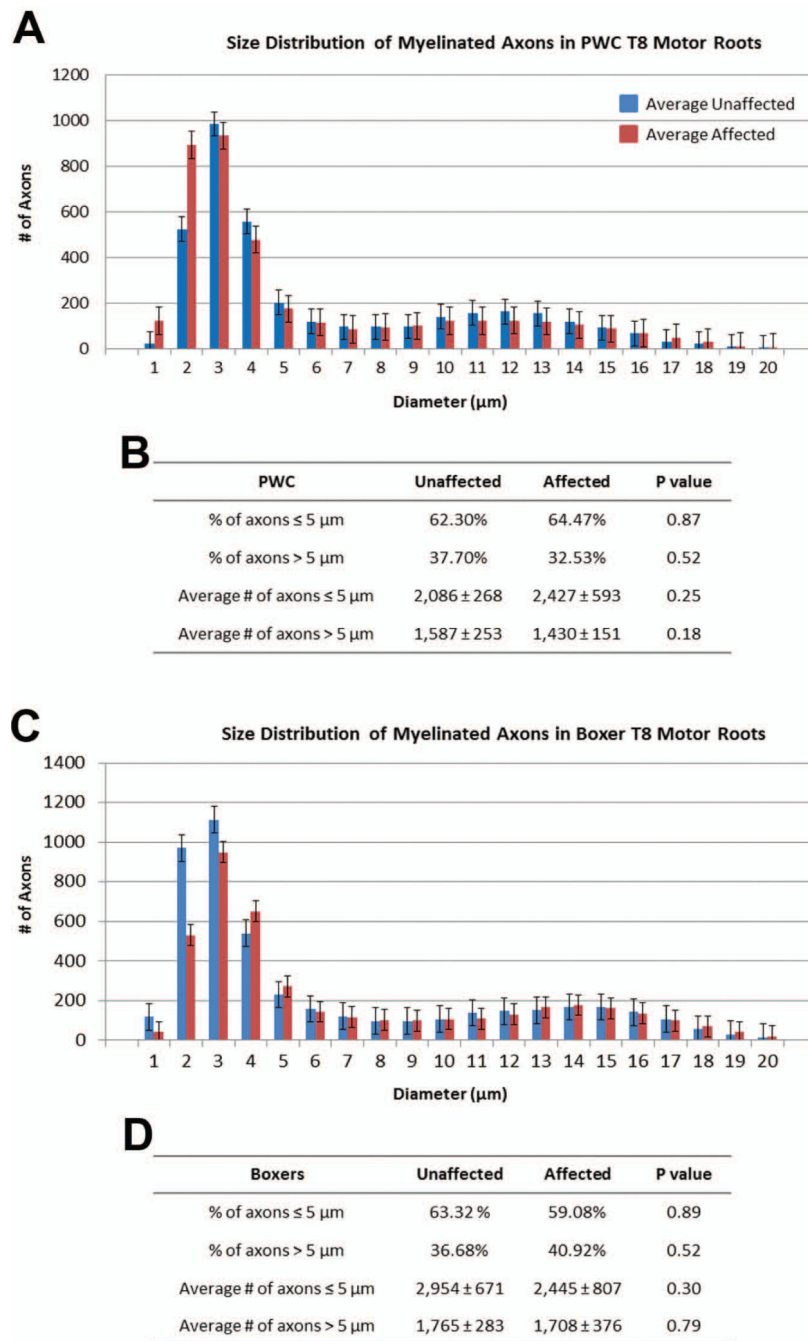 A
Size Distribution of Myelinated Axons in PWC T8 Motor Roots
1200
1000
800
600
400
200
0
# of Axons
Average Unaffected
Average Affected
1 2 3 4 5 6 7 8 9 10 11 12 13 14 15 16 17 18 19 20
Diameter (μm)
B
PWC Unaffected Affected P value
% of axons ≤ 5 μm 62.30% 64.47% 0.87
% of axons > 5 μm 37.70% 32.53% 0.52
Average # of axons ≤ 5 μm 2,086 ± 268 2,427 ± 593 0.25
Average # of axons > 5 μm 1,587 ± 253 1,430 ± 151 0.18
C
Size Distribution of Myelinated Axons in Boxer T8 Motor Roots
1400
1200
1000
800
600
400
200
0
# of Axons
1 2 3 4 5 6 7 8 9 10 11 12 13 14 15 16 17 18 19 20
Diameter (μm)
D
Boxers Unaffected Affected P value
% of axons ≤ 5 μm 63.32 % 59.08% 0.89
% of axons > 5 μm 36.68% 40.92% 0.52
Average # of axons ≤ 5 μm 2,954 ± 671 2,445 ± 807 0.30
Average # of axons > 5 μm 1,765 ± 283 1,708 ± 376 0.79